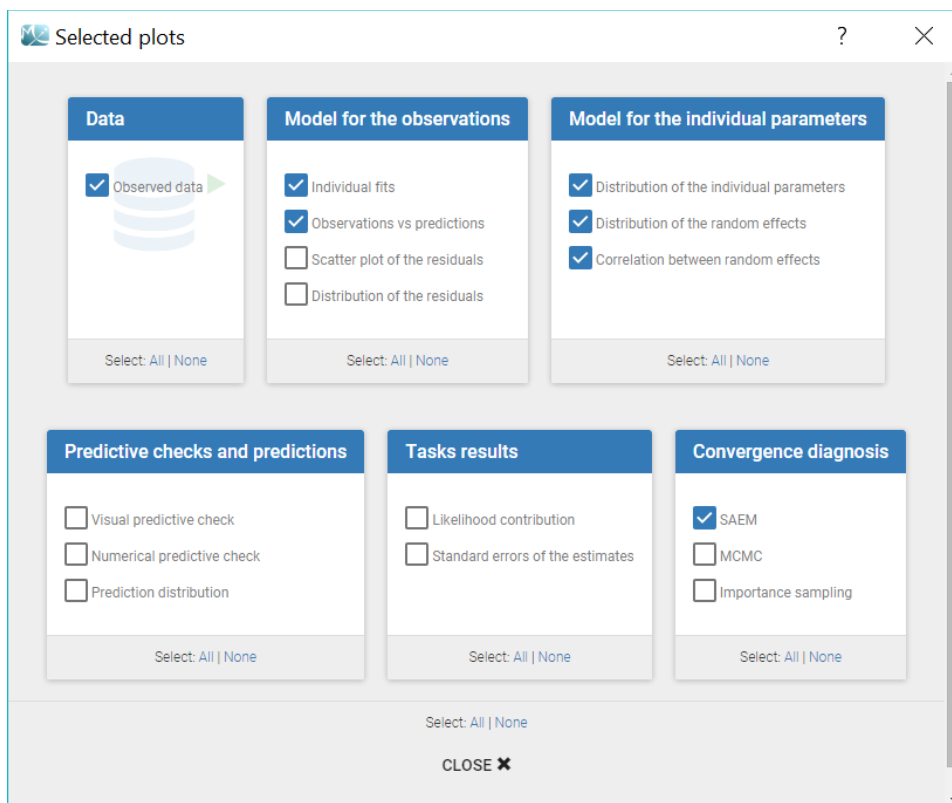 Selected plots
?
Data
Observed data
Select: All | None
Model for the observations
Individual fits
Observations vs predictions
Scatter plot of the residuals
Distribution of the residuals
Select: All | None
Model for the individual parameters
Distribution of the individual parameters
Distribution of the random effects
Correlation between random effects
Select: All | None
Predictive checks and predictions
Visual predictive check
Numerical predictive check
Prediction distribution
Select: All | None
Tasks results
Likelihood contribution
Standard errors of the estimates
Select: All | None
Convergence diagnosis
SAEM
MCMC
Importance sampling
Select: All | None
Select: All | None
CLOSE ✖